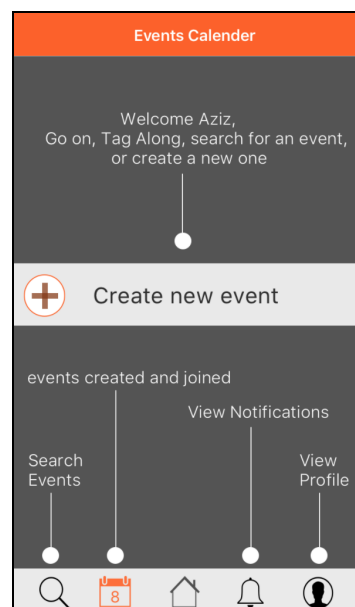 Events Calender
Welcome Aziz,
Go on, Tag Along, search for an event,
or create a new one
Create new event
events created and joined
View Notifications
Search
Events
View
Profile
8